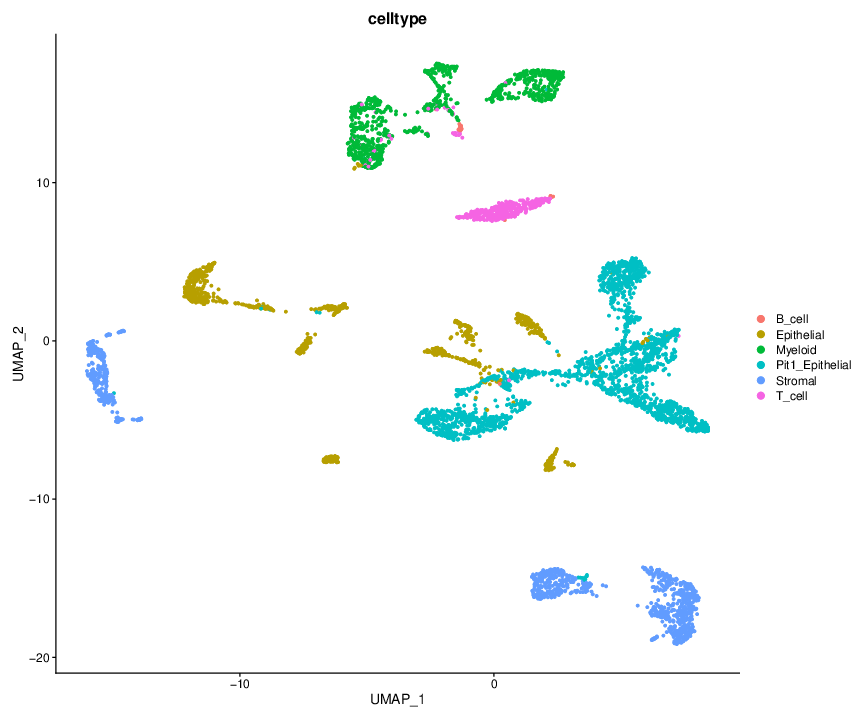 celltype
10
0
−10
−20
UMAP_2
−10
0
UMAP_1
B_cell
Epithelial
Myeloid
Pit1_Epithelial
Stromal
T_cell